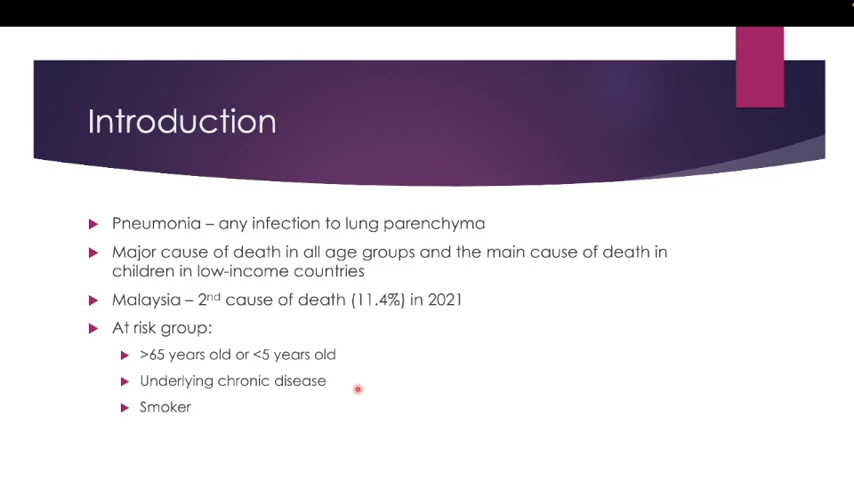 Introduction
Pneumonia – any infection to lung parenchyma
Major cause of death in all age groups and the main cause of death in
children in low-income countries
Malaysia – 2nd cause of death (11.4%) in 2021
At risk group:
>65 years old or <5 years old
Underlying chronic disease
Smoker